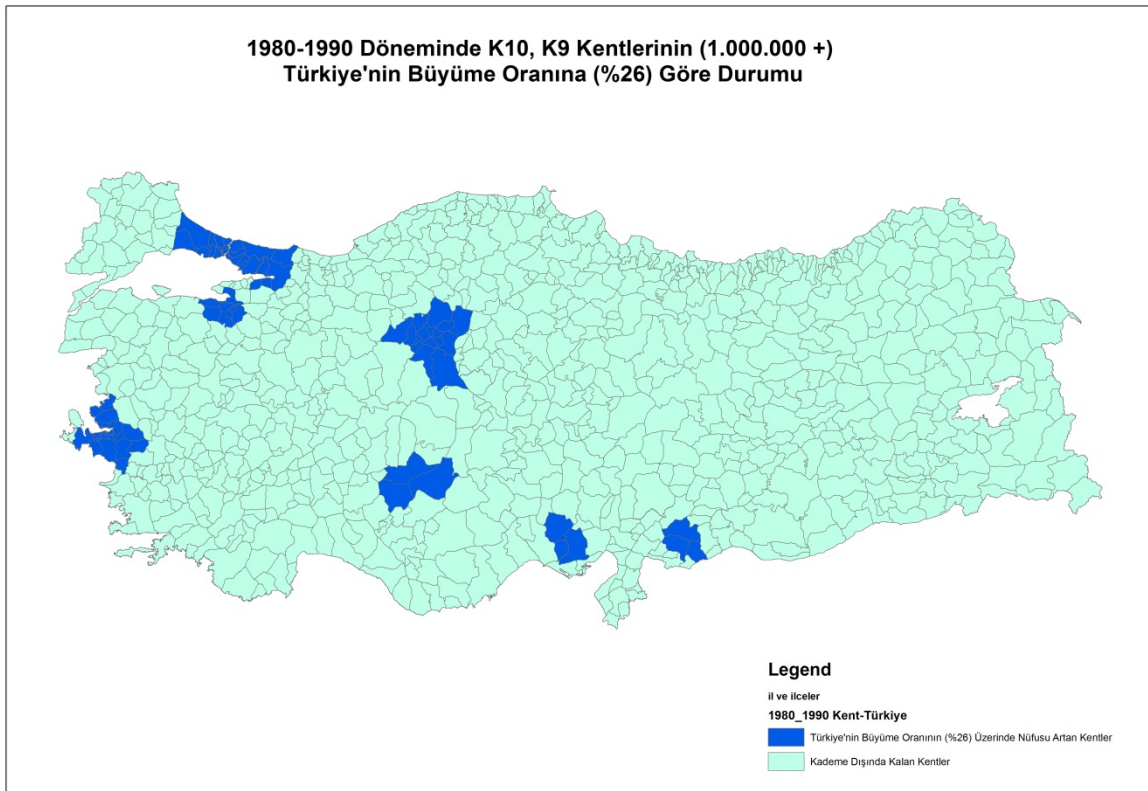 1980-1990 Döneminde K10, K9 Kentlerinin (1.000.000 +)
Türkiye'nin Büyüme Oranına (%26) Göre Durumu
Legend
il ve ilceler
1980_1990 Kent-Türkiye
Türkiye'nin Büyüme Oranının (%26) Üzerinde Nüfusu Artan Kentler
Kademe Dışında Kalan Kentler